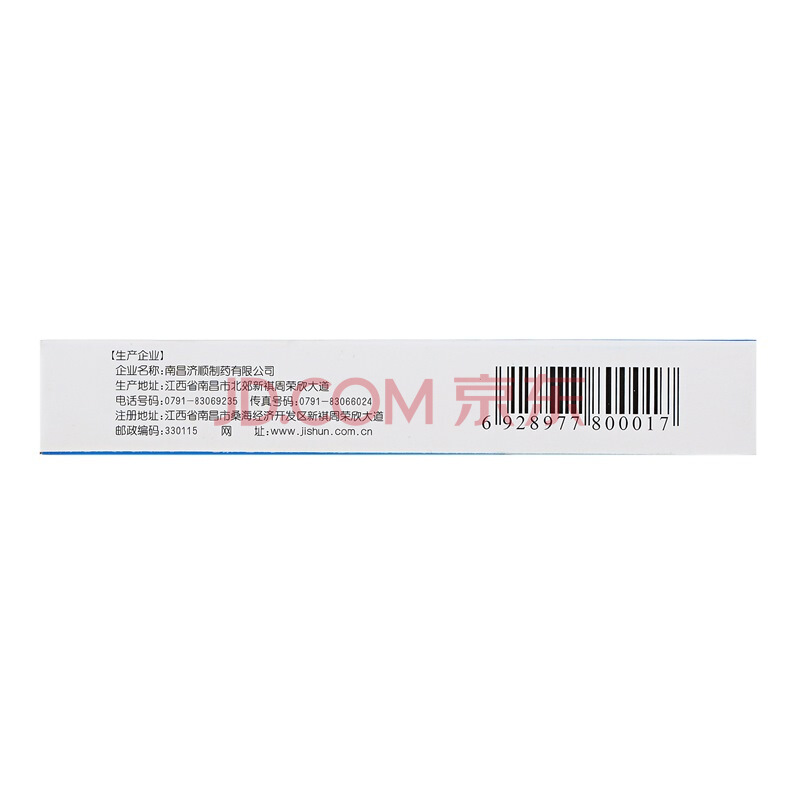 【生产企业】
企业名称:南昌济顺制药有限公司
生产地址:江西省南昌市北郊新祺周荣欣大道
电话号码:0791-83069235 传真号码:0791-83066024
注册地址:江西省南昌市桑海经济开发区新祺周荣欣大道
邮政编码:330115 网 址:www.jishun.com.cn
JD.COM 京东
6 928977 800017